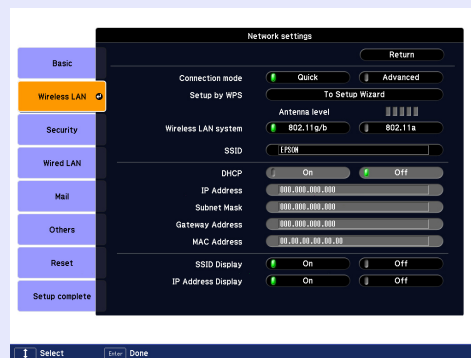 Network settings
Return
Basic
Wireless LAN
Security
Wired LAN
Mail
Others
Reset
Setup complete
Connection mode Quick Advanced
Setup by WPS To Setup Wizard
Antenna level
Wireless LAN system 802.11g/b 802.11a
SSID EPSON
DHCP On Off
IP Address 000.000.000.000
Subnet Mask 000.000.000.000
Gateway Address 000.000.000.000
MAC Address 00.00.00.00.00.00
SSID Display On Off
IP Address Display On Off
Select Enter Done